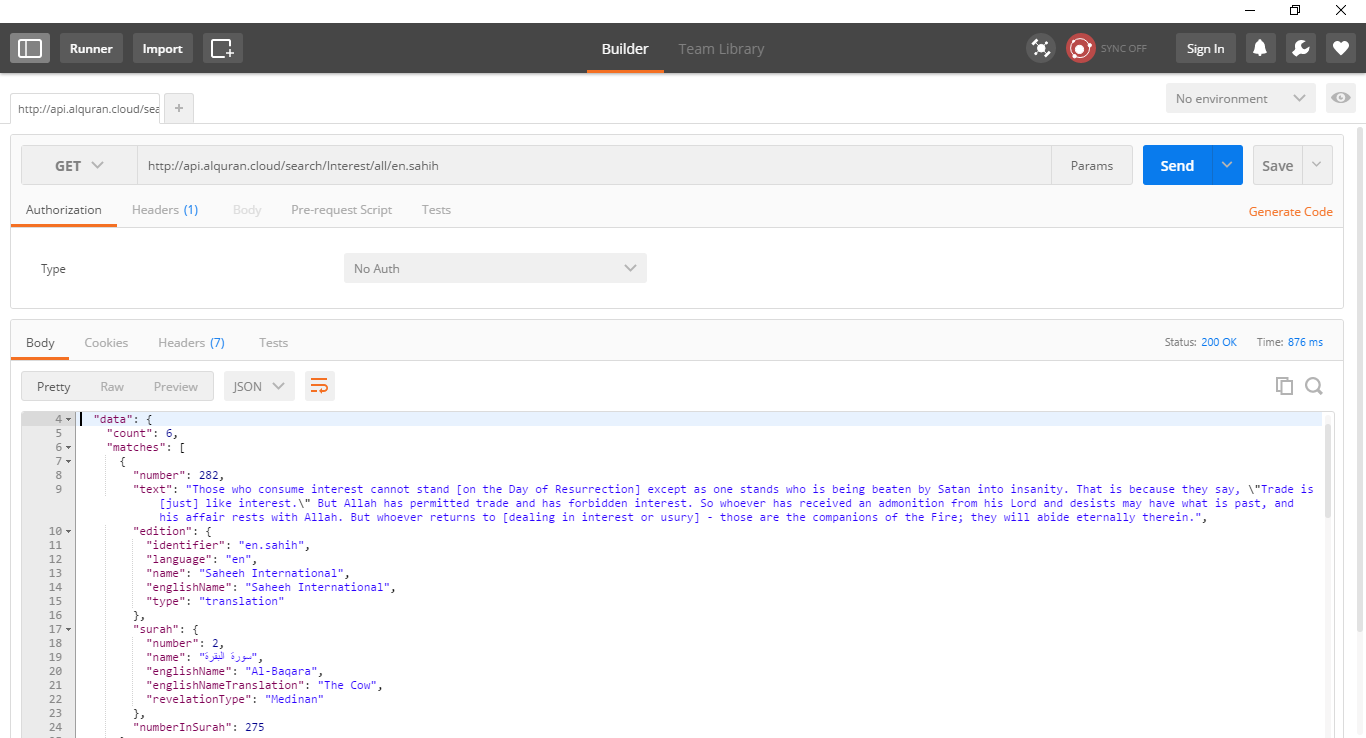 Runner Import Builder Team Library SYNC OFF Sign In
http://api.alquran.cloud/sea + No environment
GET http://api.alquran.cloud/search/Interest/all/en.sahih Params Send Save
Authorization Headers (1) Body Pre-request Script Tests Generate Code
Type No Auth
Body Cookies Headers (7) Tests Status: 200 OK Time: 876 ms
Pretty Raw Preview JSON
4 "data": {
5 "count": 6,
6 "matches": [
7 {
8 "number": 282,
9 "text": "Those who consume interest cannot stand [on the Day of Resurrection] except as one stands who is being beaten by Satan into insanity. That is because they say, \"Trade is
[just] like interest.\" But Allah has permitted trade and has forbidden interest. So whoever has received an admonition from his Lord and desists may have what is past, and
his affair rests with Allah. But whoever returns to [dealing in interest or usury] - those are the companions of the Fire; they will abide eternally therein.",
10 "edition": {
11 "identifier": "en.sahih",
12 "language": "en",
13 "name": "Saheeh International",
14 "englishName": "Saheeh International",
15 "type": "translation"
16 },
17 "surah": {
18 "number": 2,
19 "name": "سورة البقرة",
20 "englishName": "Al-Baqara",
21 "englishNameTranslation": "The Cow",
22 "revelationType": "Medinan"
23 },
24 "numberInSurah": 275